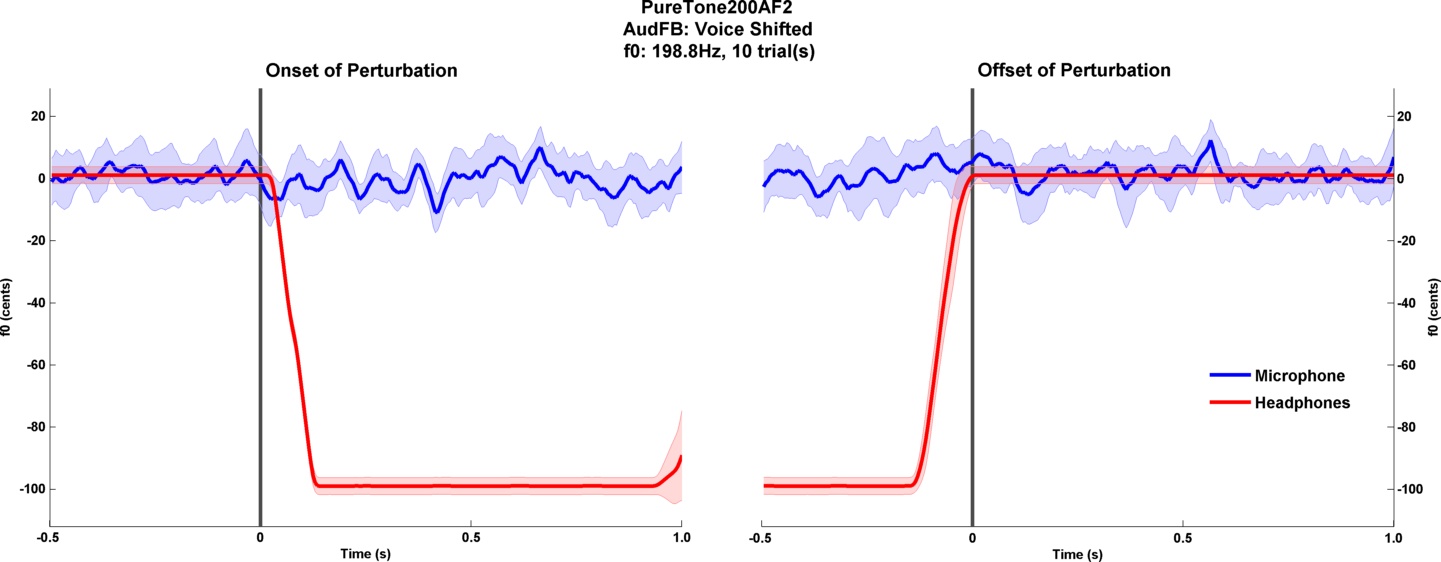 PureTone200AF2
AudFB: Voice Shifted
f0: 198.8Hz, 10 trial(s)
Onset of Perturbation
Offset of Perturbation
20
0
-20
-40
-60
-80
-100
f0 (cents)
-0.5
0
0.5
1.0
Time (s)
-0.5
0
0.5
1.0
Time (s)
20
0
-20
-40
-60
-80
-100
f0 (cents)
Microphone
Headphones